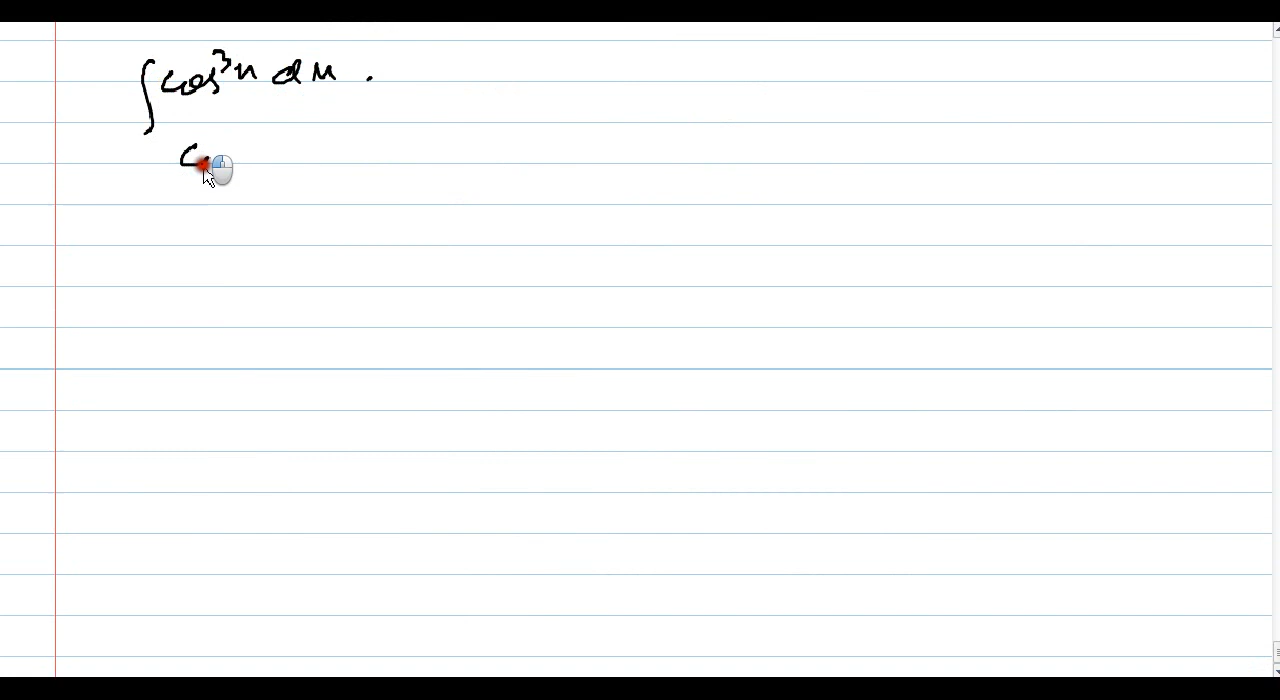 ∫cos³x dx .
c